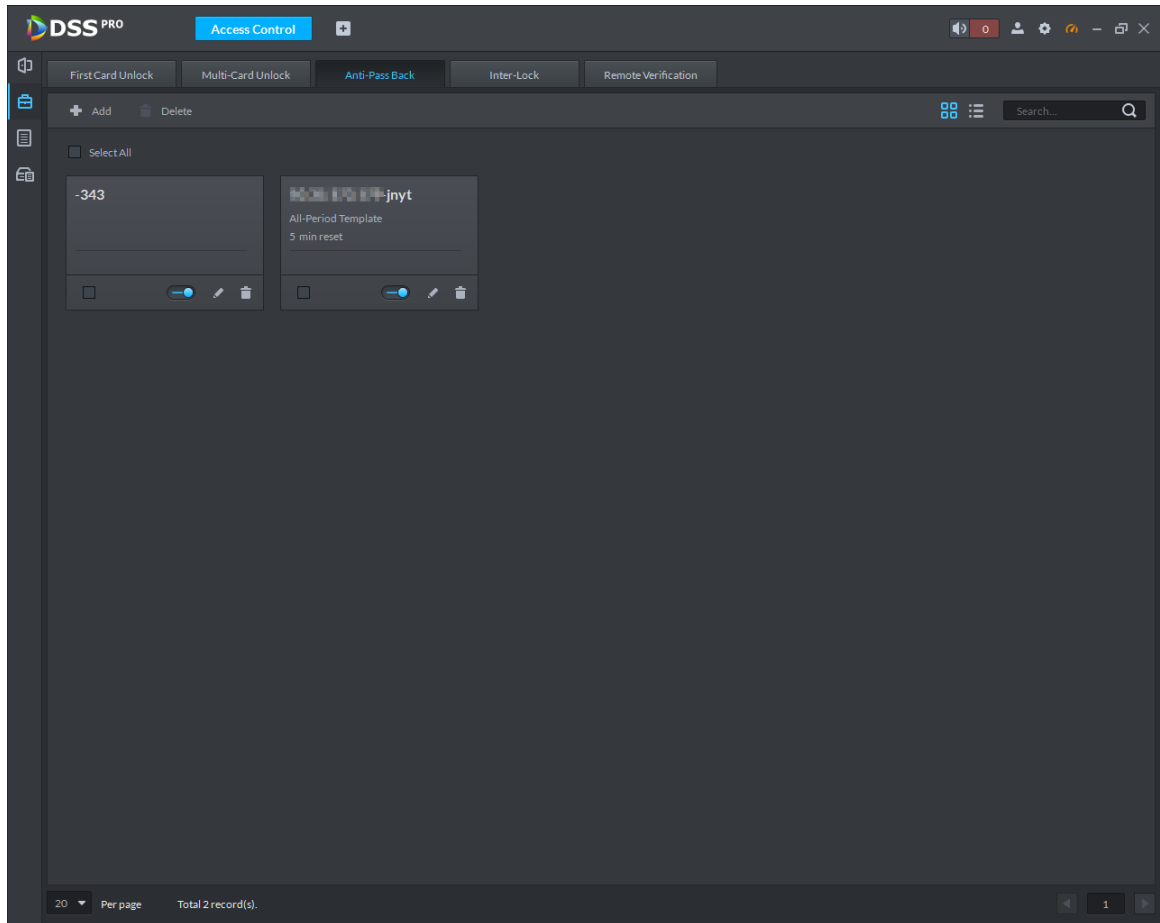 DSS PRO
Access Control
0
First Card Unlock
Multi-Card Unlock
Anti-Pass Back
Inter-Lock
Remote Verification
Add
Delete
Search...
Select All
-343
-jnyt
All-Period Template
5 min reset
20
Per page
Total 2 record(s).
1